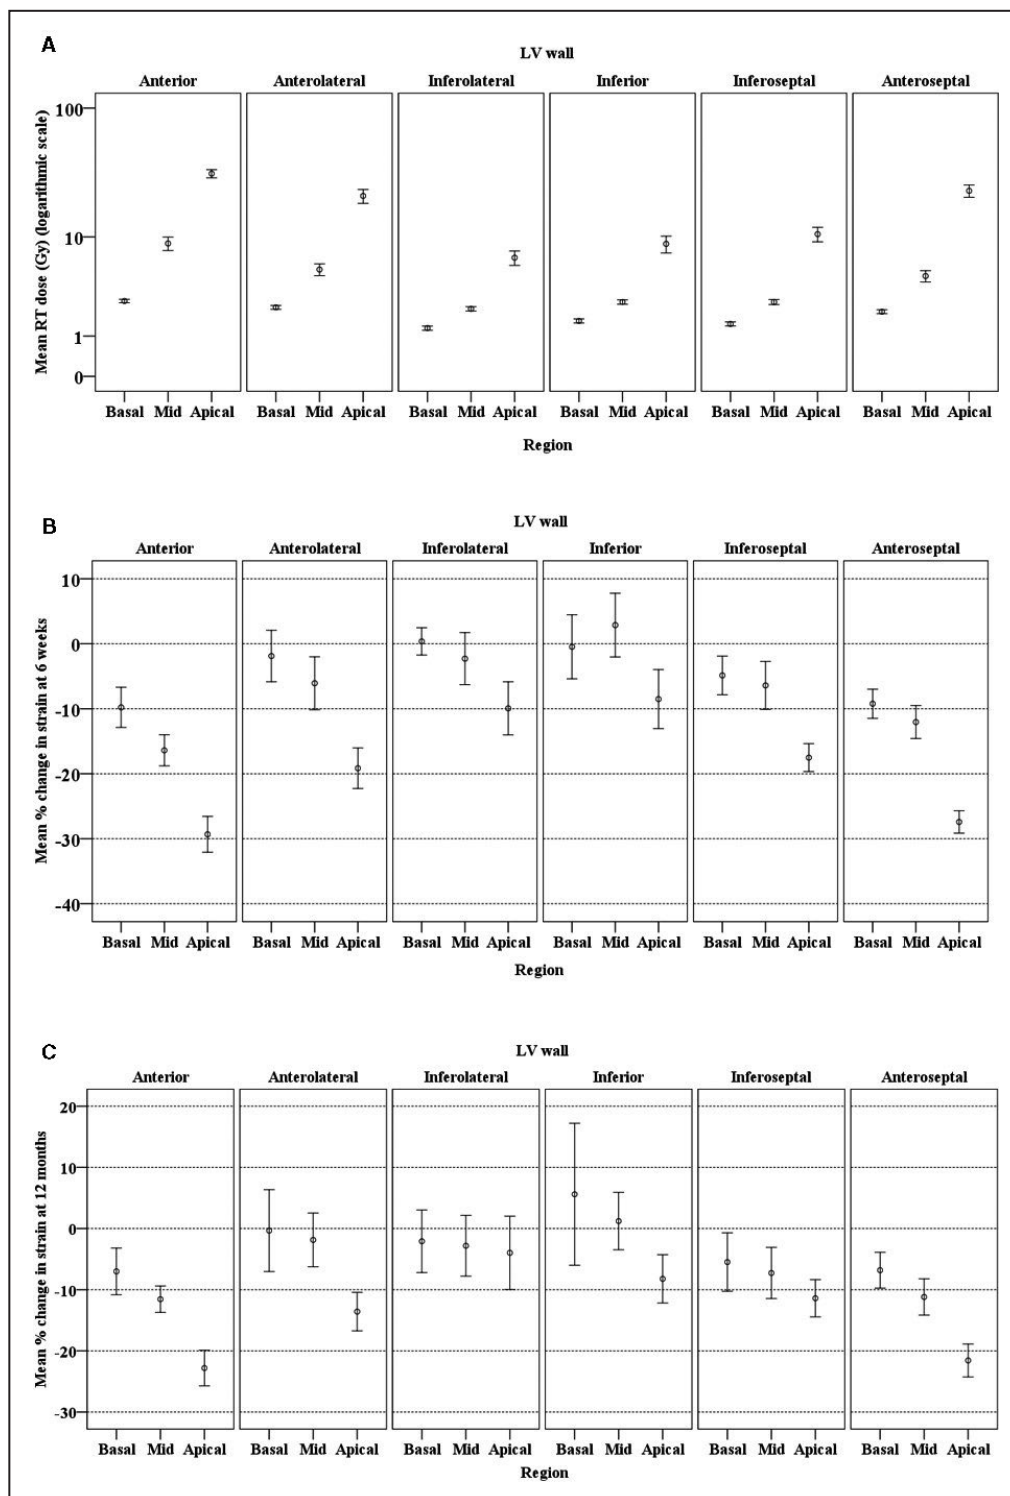 A
LV wall
Anterior Anterolateral Inferolateral Inferior Inferoseptal Anteroseptal
Mean RT dose (Gy) (logarithmic scale)
100
10
1
0
Basal Mid Apical Basal Mid Apical Basal Mid Apical Basal Mid Apical Basal Mid Apical Basal Mid Apical
Region
B
LV wall
Anterior Anterolateral Inferolateral Inferior Inferoseptal Anteroseptal
Mean % change in strain at 6 weeks
10
0
-10
-20
-30
-40
Basal Mid Apical Basal Mid Apical Basal Mid Apical Basal Mid Apical Basal Mid Apical Basal Mid Apical
Region
C
LV wall
Anterior Anterolateral Inferolateral Inferior Inferoseptal Anteroseptal
Mean % change in strain at 12 months
20
10
0
-10
-20
-30
Basal Mid Apical Basal Mid Apical Basal Mid Apical Basal Mid Apical Basal Mid Apical Basal Mid Apical
Region